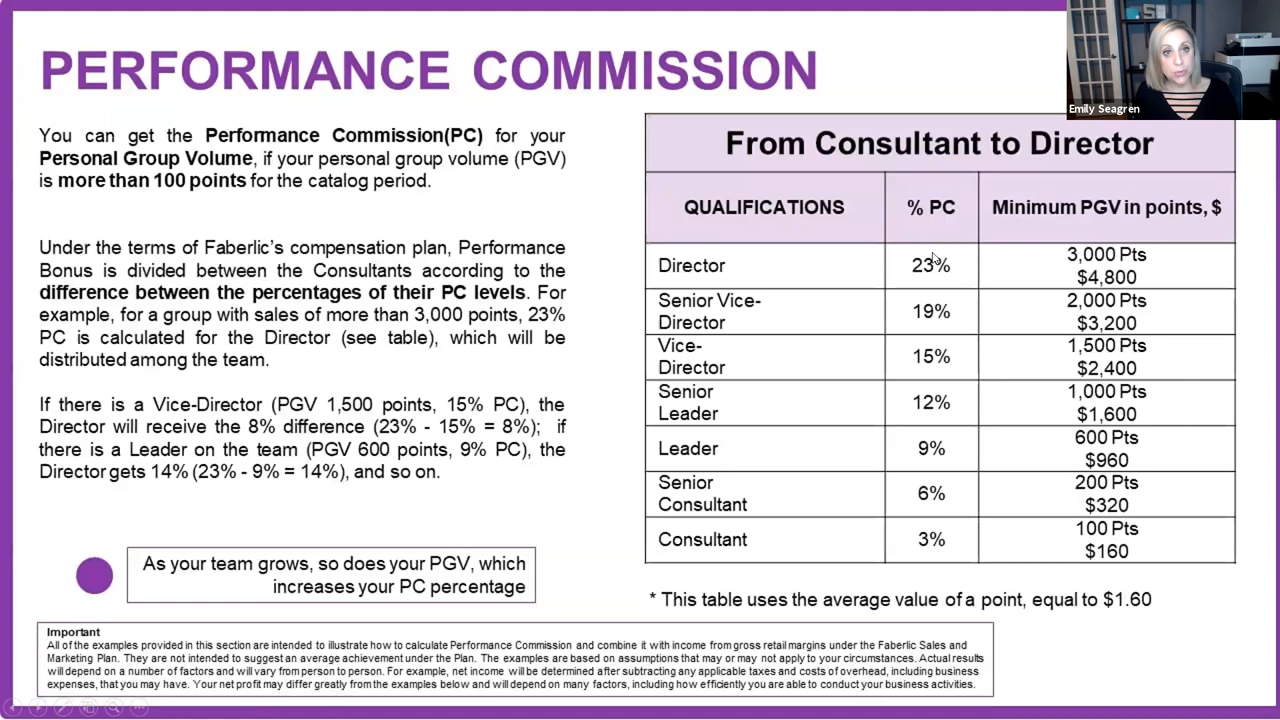 PERFORMANCE COMMISSION
Emily Seagren
You can get the Performance Commission(PC) for your
Personal Group Volume, if your personal group volume (PGV)
is more than 100 points for the catalog period.
Under the terms of Faberlic's compensation plan, Performance
Bonus is divided between the Consultants according to the
difference between the percentages of their PC levels. For
example, for a group with sales of more than 3,000 points, 23%
PC is calculated for the Director (see table), which will be
distributed among the team.
If there is a Vice-Director (PGV 1,500 points, 15% PC), the
Director will receive the 8% difference (23% - 15% = 8%); if
there is a Leader on the team (PGV 600 points, 9% PC), the
Director gets 14% (23% - 9% = 14%), and so on.
As your team grows, so does your PGV, which
increases your PC percentage
From Consultant to Director
QUALIFICATIONS % PC Minimum PGV in points, $
Director 23% 3,000 Pts
$4,800
Senior Vice-
Director 19% 2,000 Pts
$3,200
Vice-
Director 15% 1,500 Pts
$2,400
Senior
Leader 12% 1,000 Pts
$1,600
Leader 9% 600 Pts
$960
Senior
Consultant 6% 200 Pts
$320
Consultant 3% 100 Pts
$160
* This table uses the average value of a point, equal to $1.60
Important
All of the examples provided in this section are intended to illustrate how to calculate Performance Commission and combine it with income from gross retail margins under the Faberlic Sales and
Marketing Plan. They are not intended to suggest an average achievement under the Plan. The examples are based on assumptions that may or may not apply to your circumstances. Actual results
will depend on a number of factors and will vary from person to person. For example, net income will be determined after subtracting any applicable taxes and costs of overhead, including business
expenses, that you may have. Your net profit may differ greatly from the examples below and will depend on many factors, including how efficiently you are able to conduct your business activities.